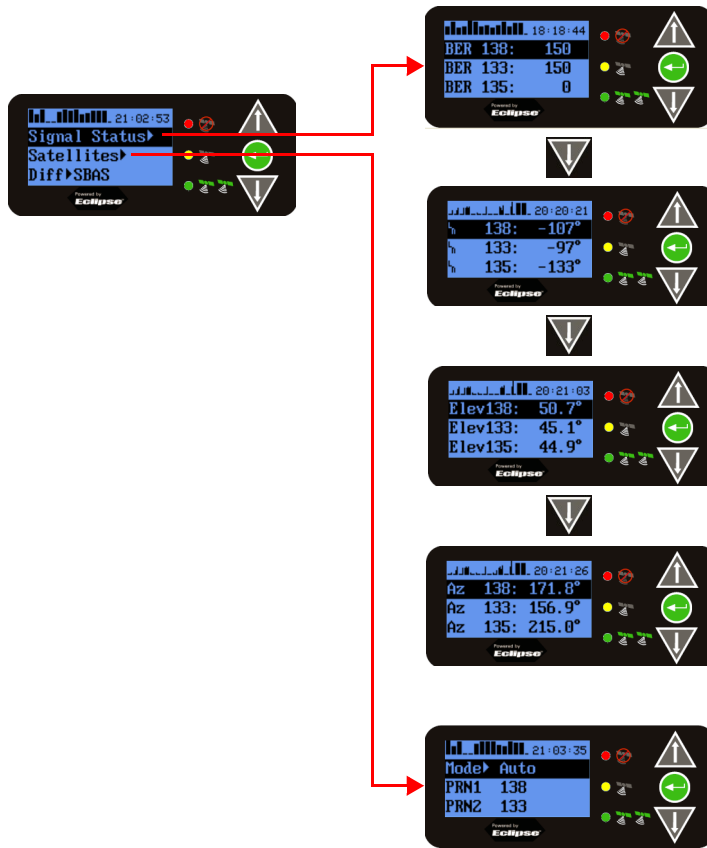 21:02:53
Signal Status
Satellites
Diff SBAS
Powered by
Eclipse
18:18:44
BER 138: 150
BER 133: 150
BER 135: 0
Powered by
Eclipse
20:20:21
138: -107°
133: -97°
135: -133°
Powered by
Eclipse
20:21:03
Elev138: 50.7°
Elev133: 45.1°
Elev135: 44.9°
Powered by
Eclipse
20:21:26
Az 138: 171.8°
Az 133: 156.9°
Az 135: 215.0°
Powered by
Eclipse
21:03:35
Mode Auto
PRN1 138
PRN2 133
Powered by
Eclipse